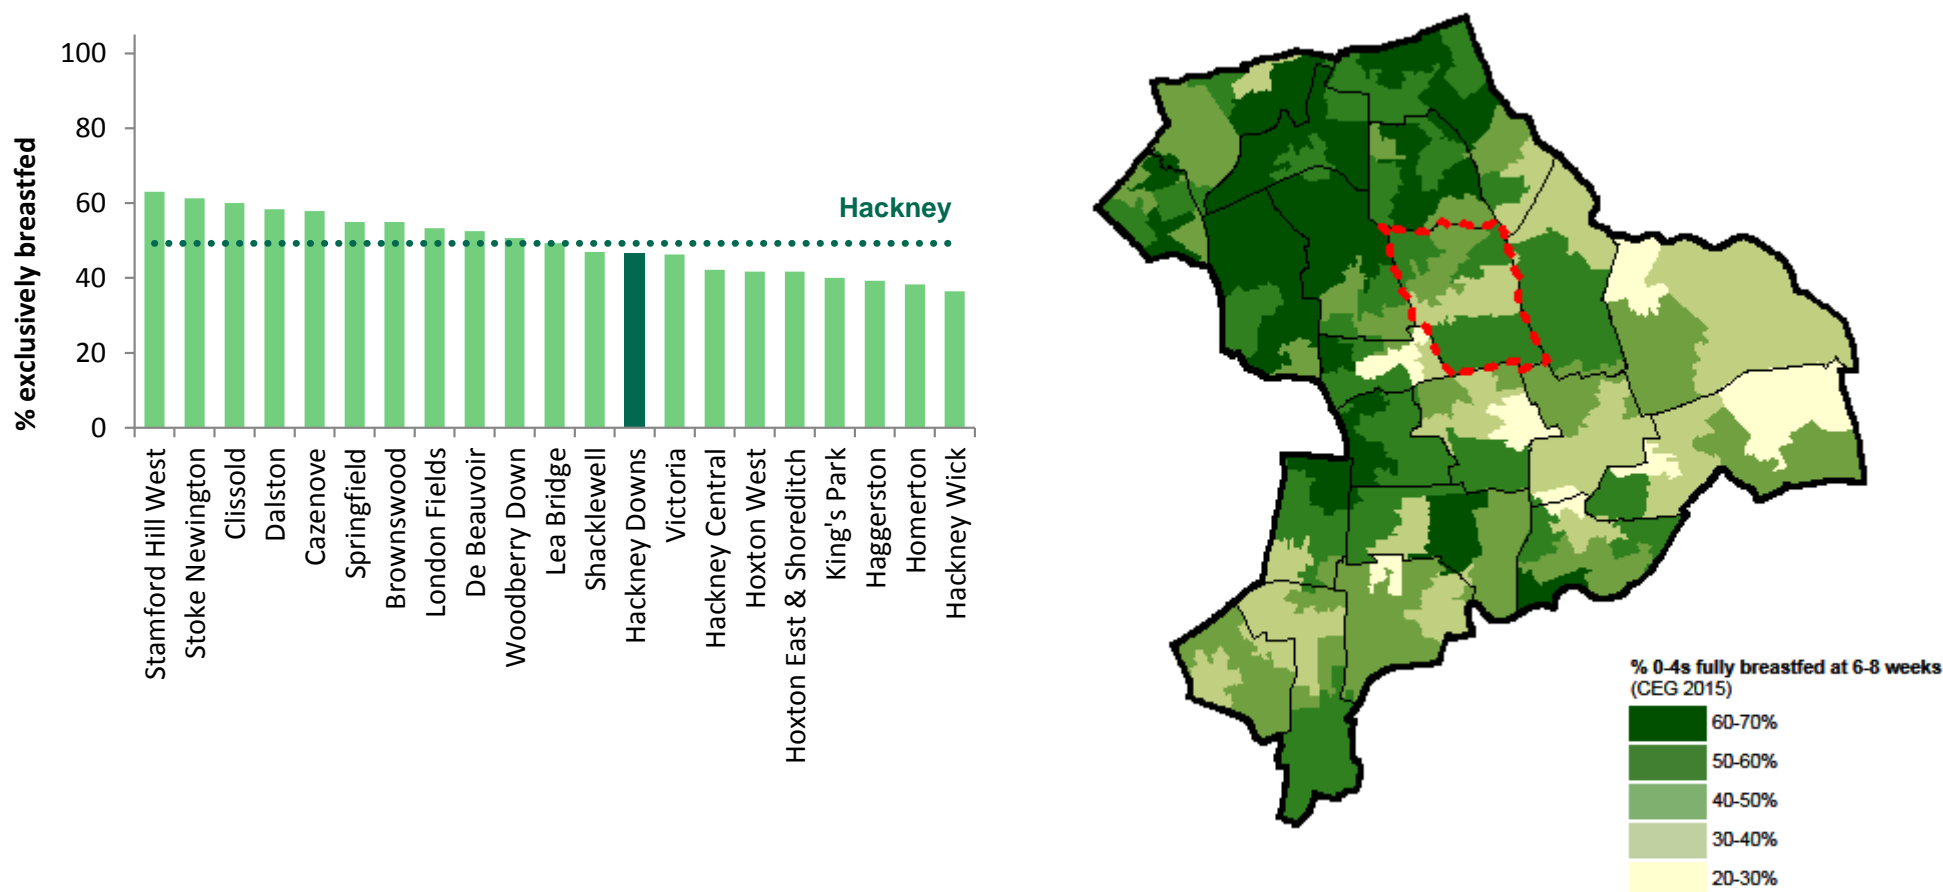 % exclusively breastfed
100
80
60
40
20
0
Hackney
Stamford Hill West
Stoke Newington
Clissold
Dalston
Cazenove
Springfield
Brownswood
London Fields
De Beauvoir
Woodberry Down
Lea Bridge
Shacklewell
Hackney Downs
Victoria
Hackney Central
Hoxton West
Hoxton East & Shoreditch
King's Park
Haggerston
Homerton
Hackney Wick
% 0-4s fully breastfed at 6-8 weeks
(CEG 2015)
60-70%
50-60%
40-50%
30-40%
20-30%